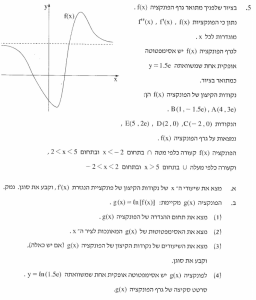 5. בציור שלפניך מתואר גרף הפונקציה f(x) .
נתון כי הפונקציות f(x) , f'(x) , f''(x)
מוגדרות לכל x .
לגרף הפונקציה f(x) יש אסימפטוטה
אופקית אחת שמשוואתה y = 1.5e
כמתואר בציור.
נקודות הקיצון של הפונקציה f(x) הן:
B(1 , −1.5e) , A(4 , 3e) .
הנקודות E(5 , 2e) , D(2 , 0) , C(−2 , 0)
נמצאות על גרף הפונקציה f(x) .
הפונקציה f(x) קעורה כלפי מטה ∩ בתחום x < −2 ובתחום 2 < x < 5 ,
וקעורה כלפי מעלה ∪ בתחום x > 5 ובתחום −2 < x < 2
א. מצא את שיעורי ה־ x של נקודות הקיצון של פונקציית הנגזרת f'(x) , וקבע את סוגן. נמק.
ב. הפונקציה g(x) מקיימת: g(x) = ℓn[f(x)] .
(1) מצא את תחום ההגדרה של הפונקציה g(x) .
(2) מצא את האסימפטוטות של g(x) המאונכות לציר ה־ x .
(3) מצא את השיעורים של נקודות הקיצון של הפונקציה g(x) (אם יש כאלה),
וקבע את סוגן.
(4) לפונקציה g(x) יש אסימפטוטה אופקית אחת שמשוואתה y = ℓn(1.5e) .
סרטט סקיצה של גרף הפונקציה g(x) .
f(x)
y
x